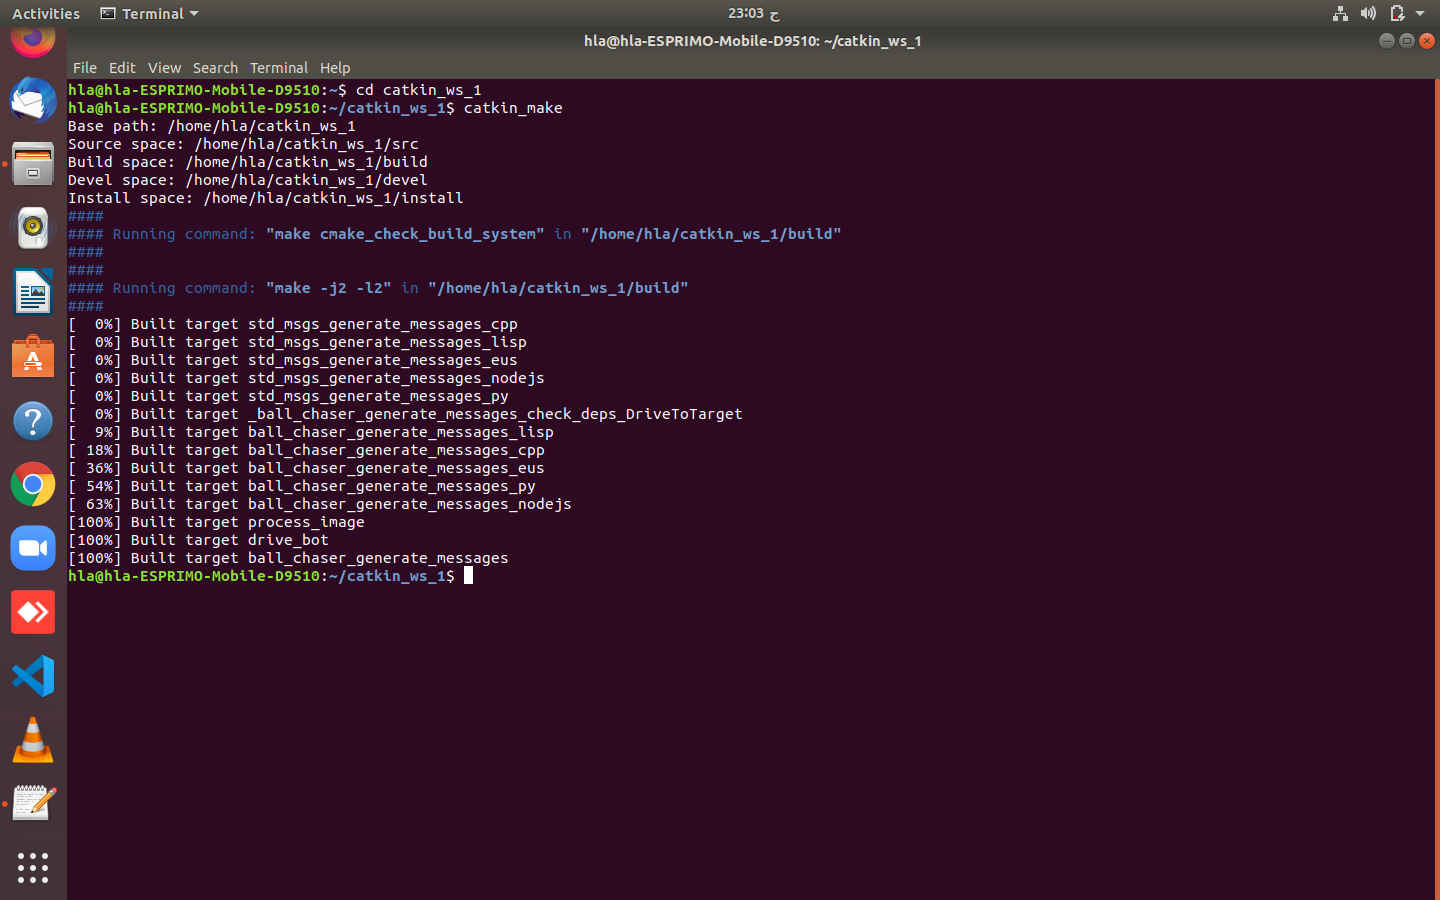 Activities Terminal 23:03 ج
hla@hla-ESPRIMO-Mobile-D9510: ~/catkin_ws_1
File Edit View Search Terminal Help
hla@hla-ESPRIMO-Mobile-D9510:~$ cd catkin_ws_1
hla@hla-ESPRIMO-Mobile-D9510:~/catkin_ws_1$ catkin_make
Base path: /home/hla/catkin_ws_1
Source space: /home/hla/catkin_ws_1/src
Build space: /home/hla/catkin_ws_1/build
Devel space: /home/hla/catkin_ws_1/devel
Install space: /home/hla/catkin_ws_1/install
####
#### Running command: "make cmake_check_build_system" in "/home/hla/catkin_ws_1/build"
####
####
#### Running command: "make -j2 -l2" in "/home/hla/catkin_ws_1/build"
####
[  0%] Built target std_msgs_generate_messages_cpp
[  0%] Built target std_msgs_generate_messages_lisp
[  0%] Built target std_msgs_generate_messages_eus
[  0%] Built target std_msgs_generate_messages_nodejs
[  0%] Built target std_msgs_generate_messages_py
[  0%] Built target _ball_chaser_generate_messages_check_deps_DriveToTarget
[  9%] Built target ball_chaser_generate_messages_lisp
[ 18%] Built target ball_chaser_generate_messages_cpp
[ 36%] Built target ball_chaser_generate_messages_eus
[ 54%] Built target ball_chaser_generate_messages_py
[ 63%] Built target ball_chaser_generate_messages_nodejs
[100%] Built target process_image
[100%] Built target drive_bot
[100%] Built target ball_chaser_generate_messages
hla@hla-ESPRIMO-Mobile-D9510:~/catkin_ws_1$